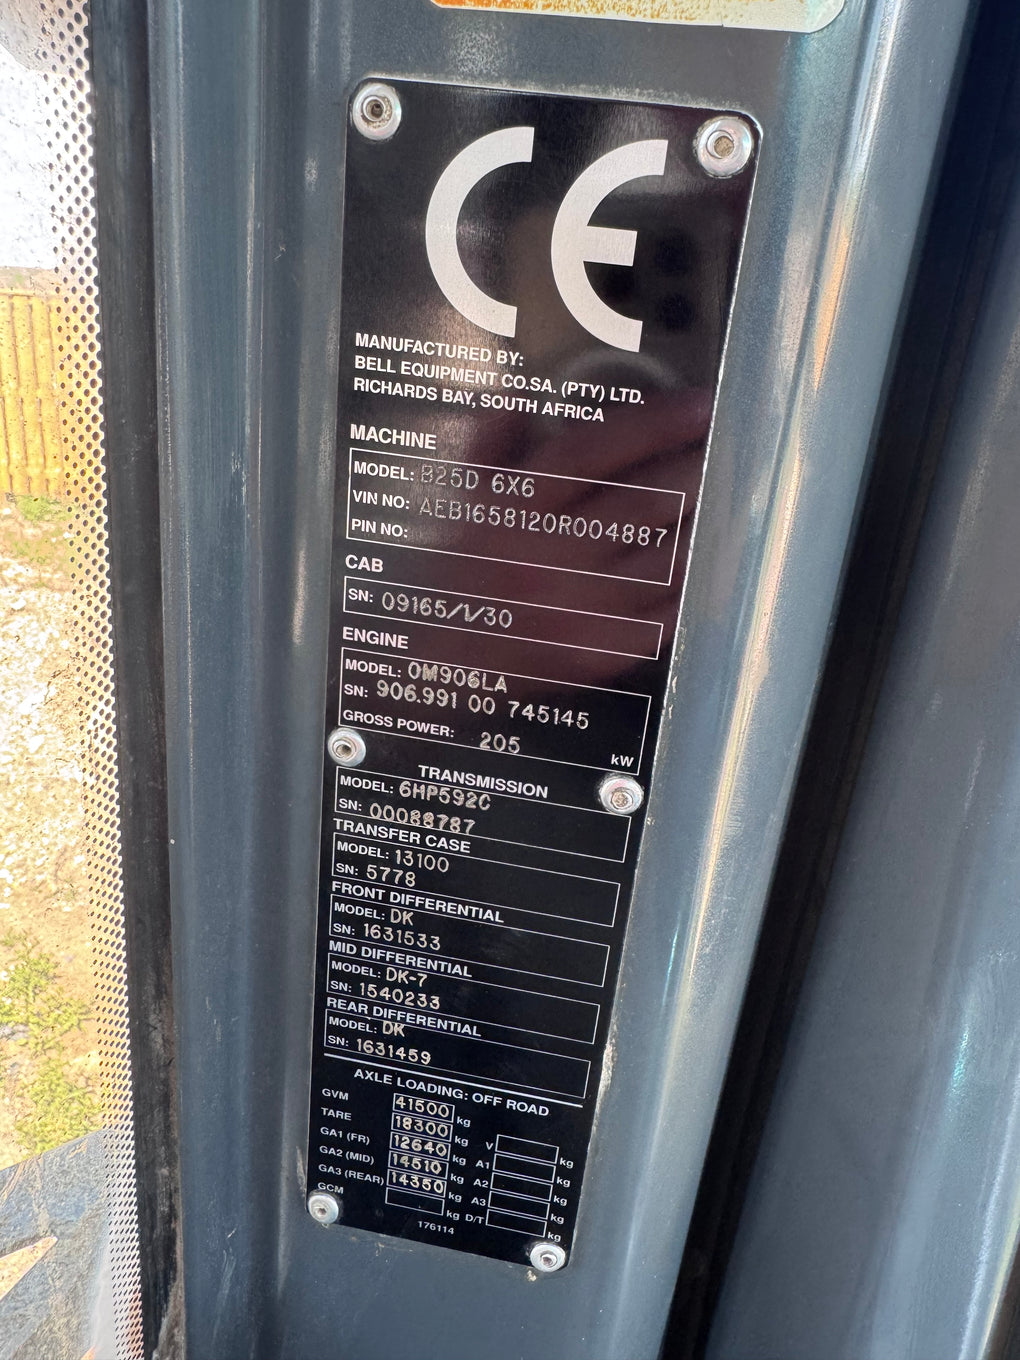 CE
MANUFACTURED BY:
BELL EQUIPMENT CO.SA. (PTY) LTD.
RICHARDS BAY, SOUTH AFRICA
MACHINE
MODEL: B25D 6X6
VIN NO: AEB1658120R004887
PIN NO:
CAB
SN: 09165/1/30
ENGINE
MODEL: OM906LA
SN: 906.991 00 745145
GROSS POWER: 205 kW
TRANSMISSION
MODEL: 6HP592C
SN: 00088787
TRANSFER CASE
MODEL: 13100
SN: 5778
FRONT DIFFERENTIAL
MODEL: DK
SN: 1631533
MID DIFFERENTIAL
MODEL: DK-7
SN: 1540233
REAR DIFFERENTIAL
MODEL: DK
SN: 1631459
AXLE LOADING: OFF ROAD
GVM 41500 kg
TARE 18300 kg V kg
GA1 (FR) 12640 kg A1 kg
GA2 (MID) 14510 kg A2 kg
GA3 (REAR) 14350 kg A3 kg
GCM kg D/T kg
176114